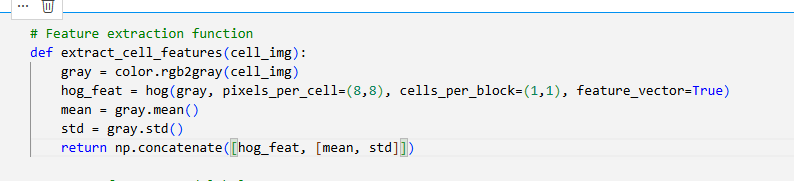 # Feature extraction function
def extract_cell_features(cell_img):
    gray = color.rgb2gray(cell_img)
    hog_feat = hog(gray, pixels_per_cell=(8,8), cells_per_block=(1,1), feature_vector=True)
    mean = gray.mean()
    std = gray.std()
    return np.concatenate([hog_feat, [mean, std]])